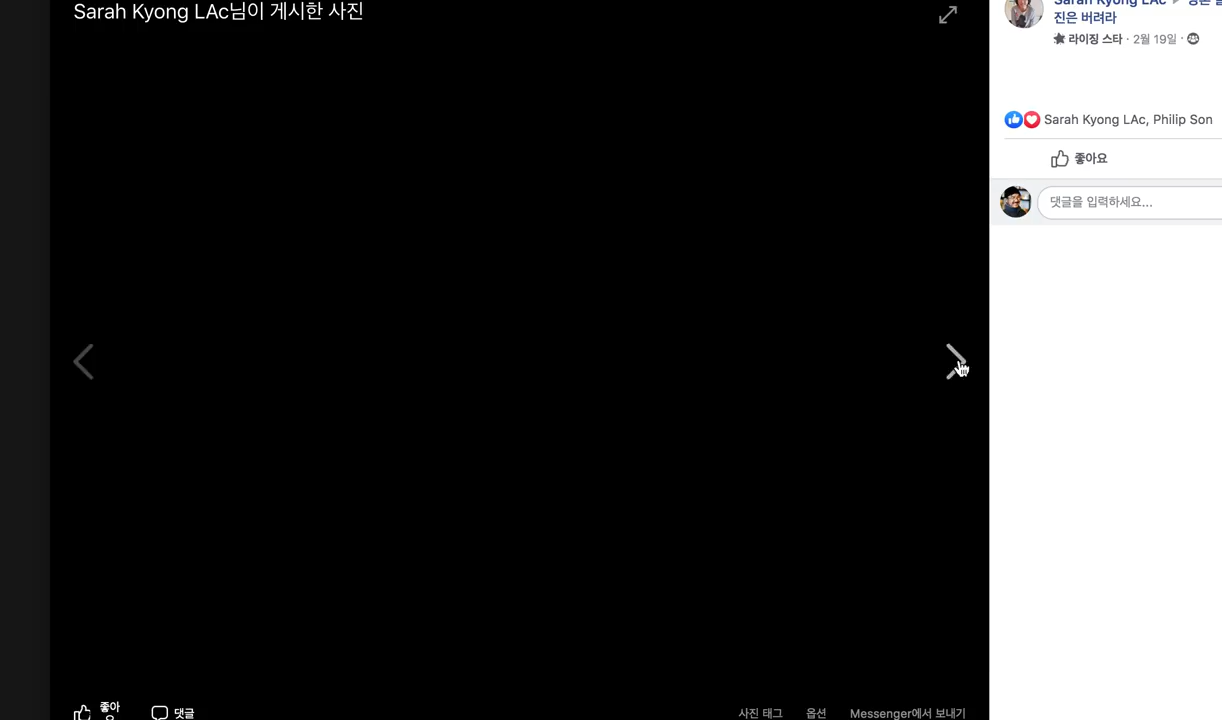 Sarah Kyong LAc님이 게시한 사진
Sarah Kyong LAc ▶
진은 버려라
라이징 스타 · 2월 19일 ·
Sarah Kyong LAc, Philip Son
좋아요
댓글을 입력하세요...
좋아
댓글
사진 태그 옵션 Messenger에서 보내기